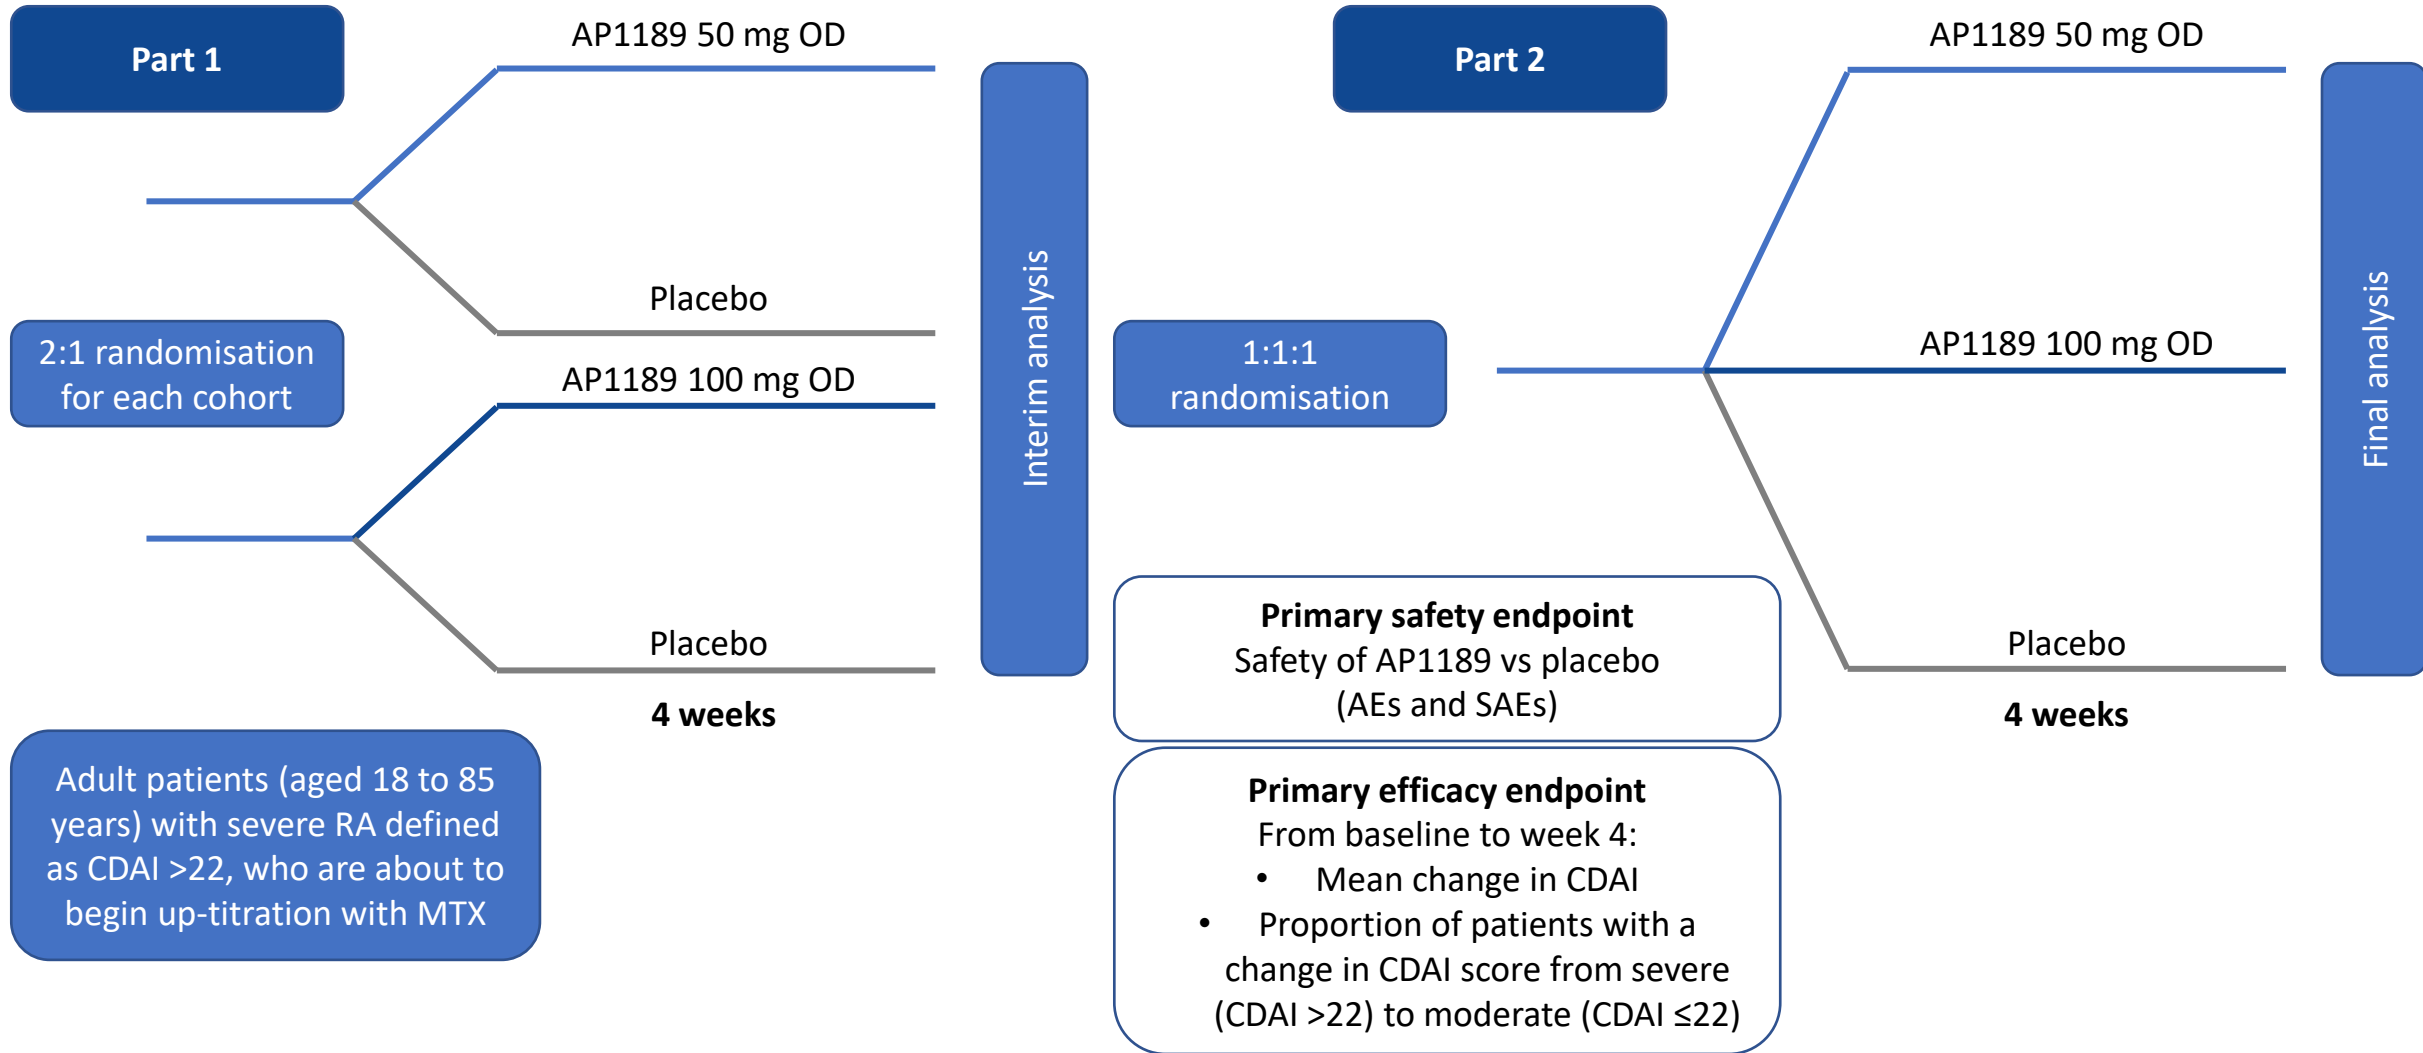 Part 1
AP1189 50 mg OD
Placebo
2:1 randomisation
for each cohort
AP1189 100 mg OD
Placebo
4 weeks
Interim analysis
Adult patients (aged 18 to 85
years) with severe RA defined
as CDAI >22, who are about to
begin up-titration with MTX
Part 2
AP1189 50 mg OD
1:1:1
randomisation
AP1189 100 mg OD
Placebo
4 weeks
Final analysis
Primary safety endpoint
Safety of AP1189 vs placebo
(AEs and SAEs)
Primary efficacy endpoint
From baseline to week 4:
• Mean change in CDAI
• Proportion of patients with a
change in CDAI score from severe
(CDAI >22) to moderate (CDAI ≤22)